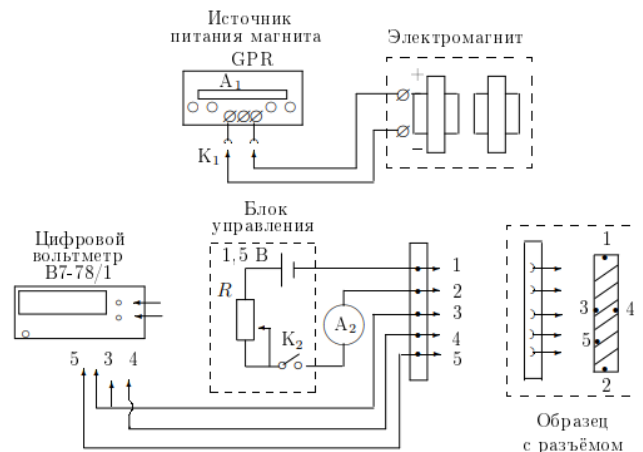 Источник
питания магнита
GPR
A₁
K₁
Электромагнит
+
−
Блок
управления
1,5 В
R
K₂
A₂
Цифровой
вольтметр
В7-78/1
5 3 4
1
2
3
4
5
1
3 4
5
2
Образец
с разъёмом